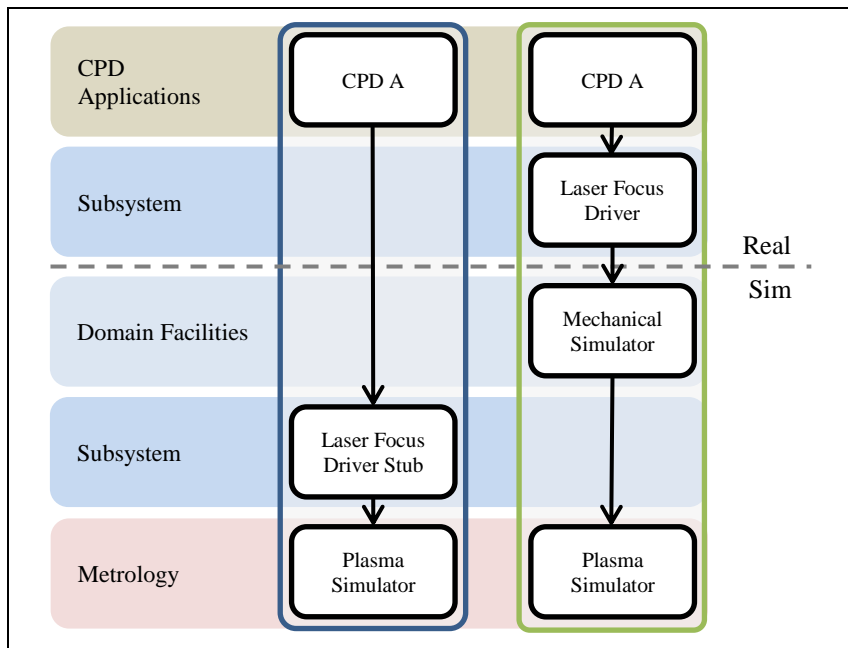 CPD
Applications
CPD A
CPD A
Subsystem
Laser Focus
Driver
Real
Sim
Domain Facilities
Mechanical
Simulator
Subsystem
Laser Focus
Driver Stub
Metrology
Plasma
Simulator
Plasma
Simulator